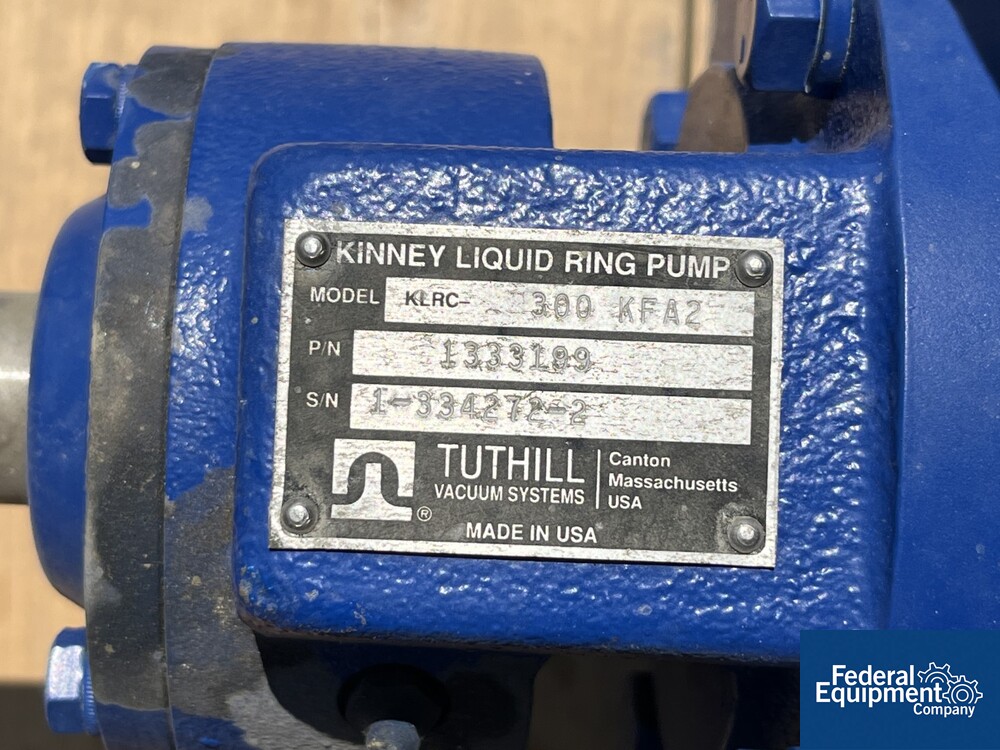 KINNEY LIQUID RING PUMP
MODEL KLRC- 300 KFA2
P/N 1333199
S/N 1-334272-2
TUTHILL
VACUUM SYSTEMS
®
Canton
Massachusetts
USA
MADE IN USA
Federal
Equipment
Company